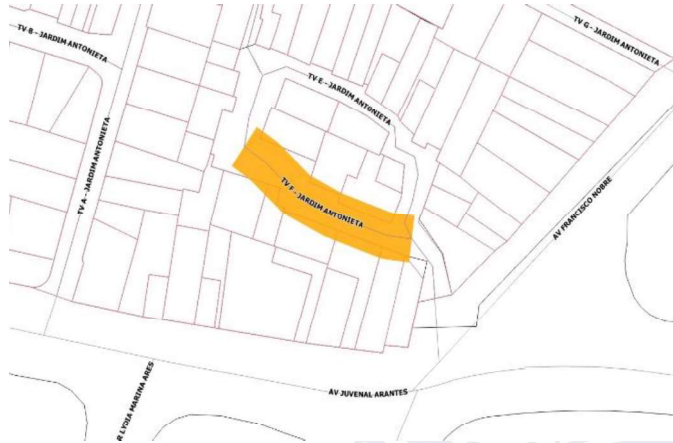 TV B - JARDIM ANTONIETA
TV G - JARDIM ANTONIETA
TV E - JARDIM ANTONIETA
TV A - JARDIM ANTONIETA
TV F - JARDIM ANTONIETA
AV FRANCISCO NOBRE
AV JUVENAL ARANTES
R LYDIA MARINA ARES